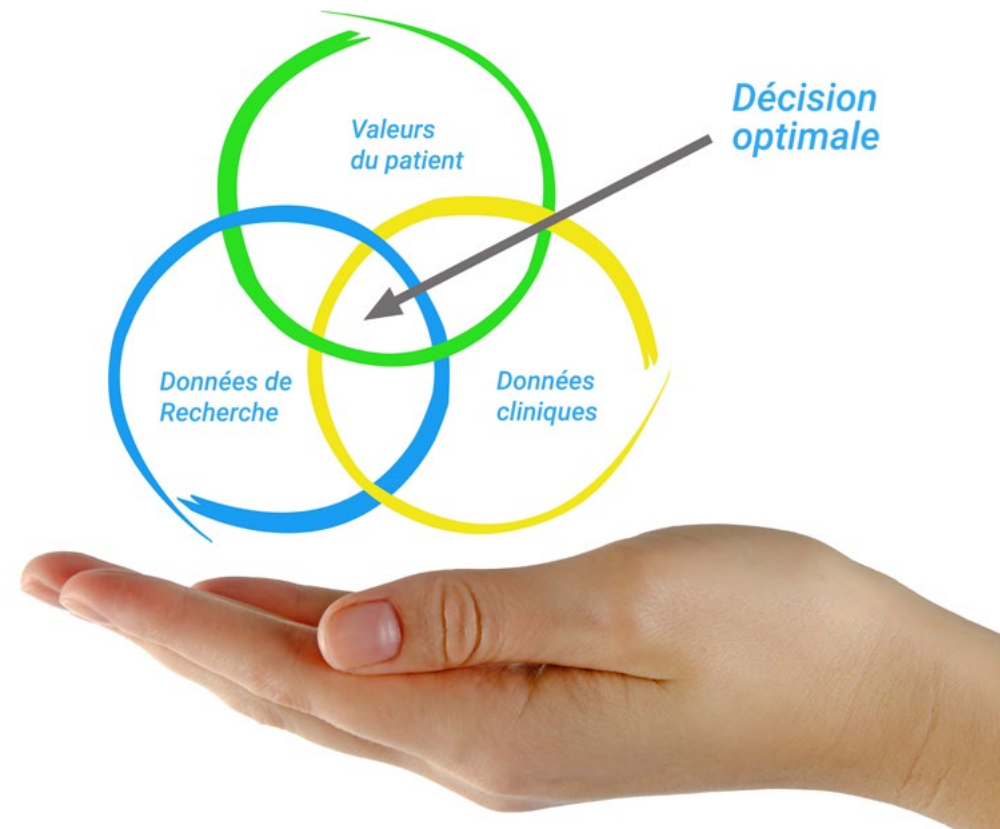 Valeurs
du patient
Décision
optimale
Données de
Recherche
Données
cliniques